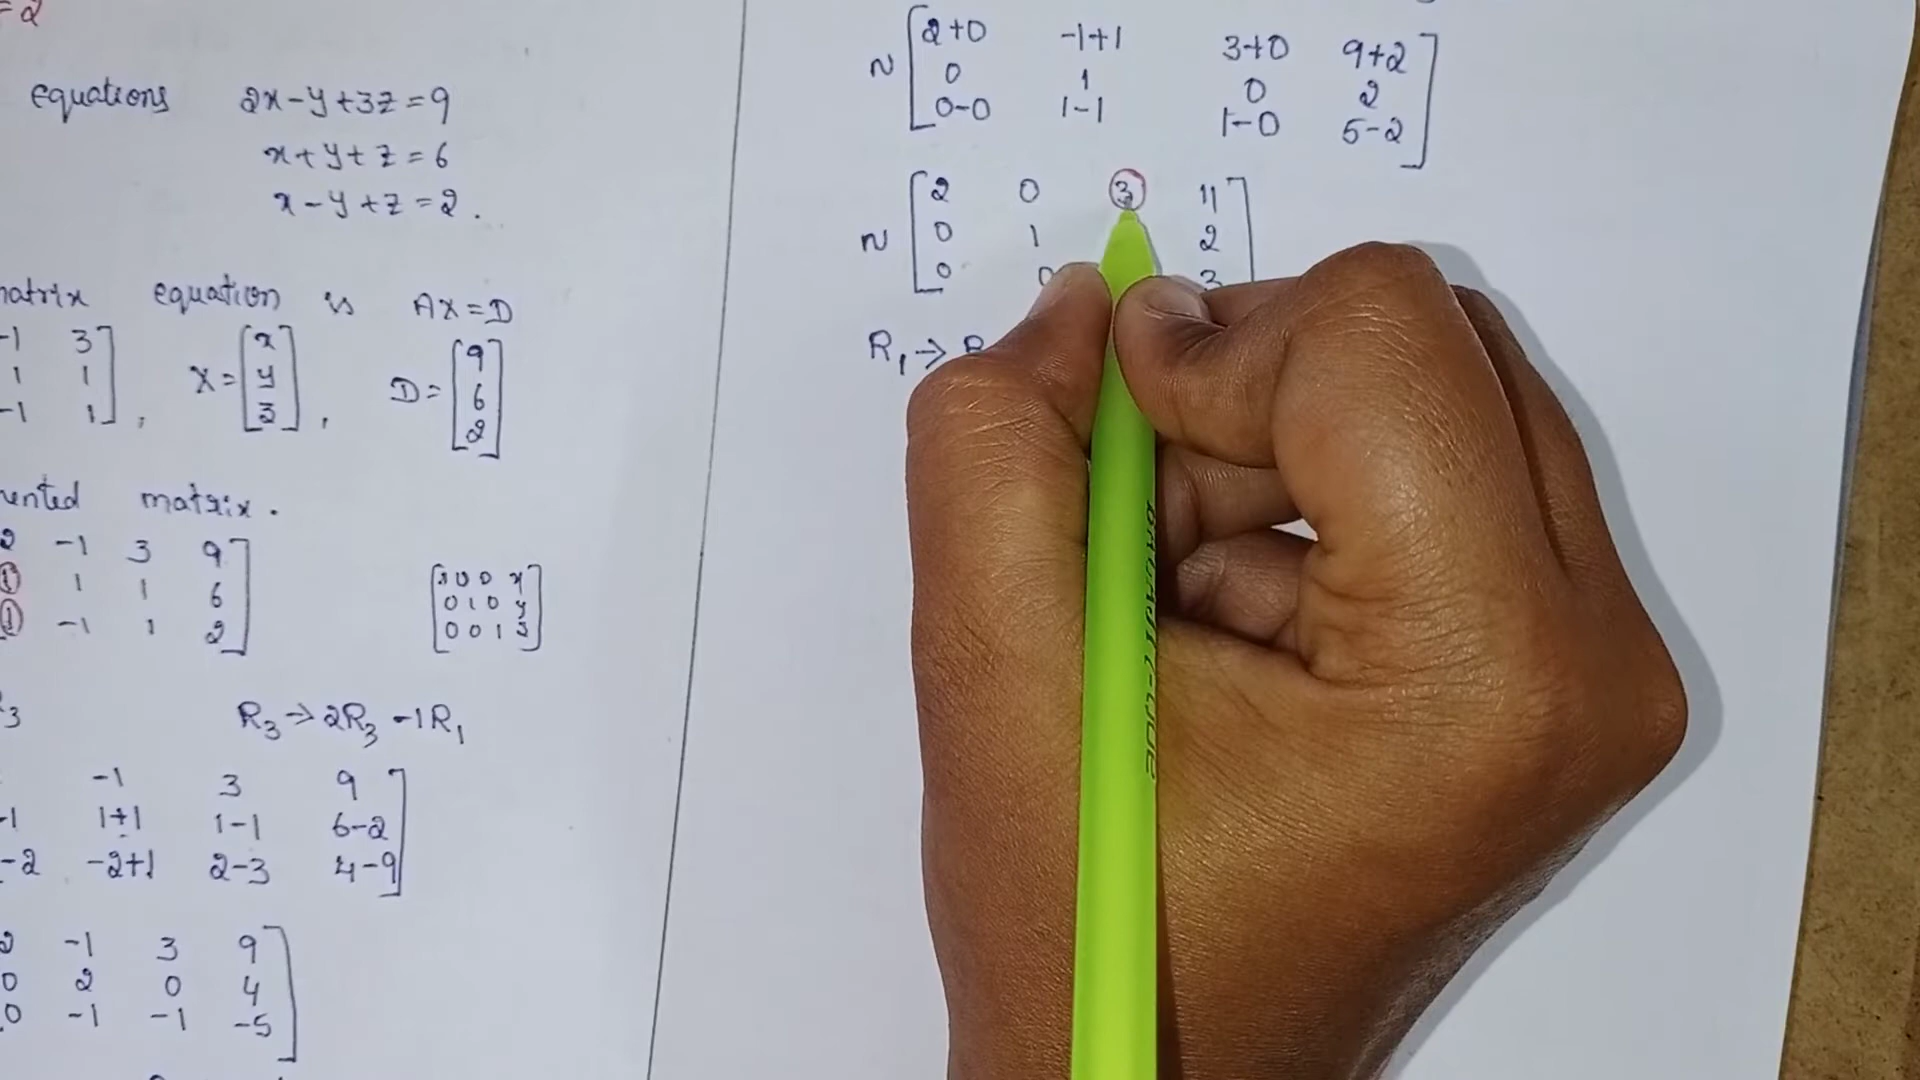 =2
equations 2x-y+3z=9
x+y+z=6
x-y+z=2.
matrix equation is AX=D
-1 3
1 1
-1 1 ,
X=
x
y
z
,
D=
9
6
2
matrix.
2 -1 3 9
1 1 1 6
1 -1 1 2
1 0 0 x
0 1 0 y
0 0 1 z
R3→2R3-1R1
-1 3 9
-1 1+1 1-1 6-2
-2 -2+1 2-3 4-9
2 -1 3 9
0 2 0 4
0 -1 -1 -5
~ 2+0 -1+1 3+0 9+2
0 1 0 2
0-0 1-1 1-0 5-2
~ 2 0 3 11
0 1 2
0 0 3
R1→